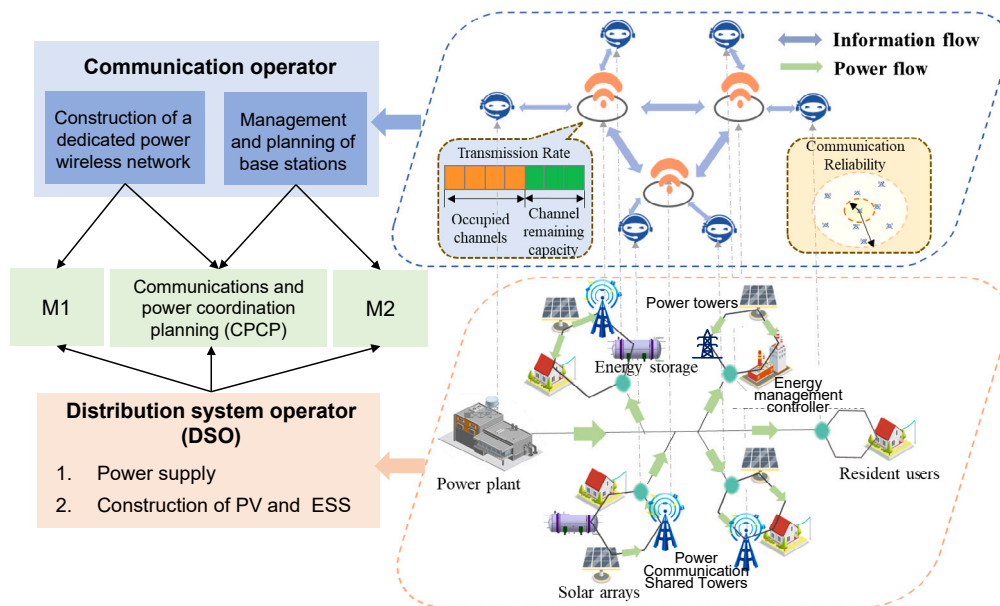 Communication operator
Construction of a
dedicated power
wireless network
Management
and planning of
base stations
M1
Communications and
power coordination
planning (CPCP)
M2
Distribution system operator
(DSO)
1. Power supply
2. Construction of PV and ESS
Information flow
Power flow
Transmission Rate
Occupied
channels
Channel
remaining
capacity
Communication
Reliability
Power towers
Energy storage
Energy
management
controller
Power plant
Resident users
Solar arrays
Power
Communication
Shared Towers